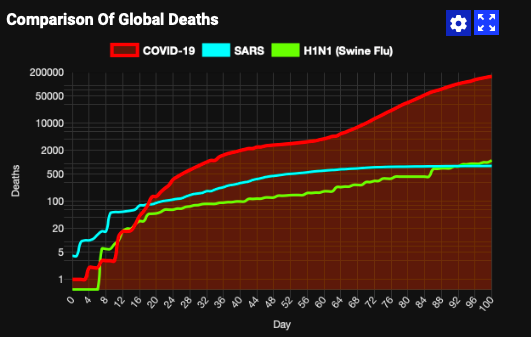 Comparison Of Global Deaths
COVID-19 SARS H1N1 (Swine Flu)
200000
50000
10000
2000
500
100
20
5
1
Deaths
0 4 8 12 16 20 24 28 32 36 40 44 48 52 56 60 64 68 72 76 80 84 88 92 96 100
Day